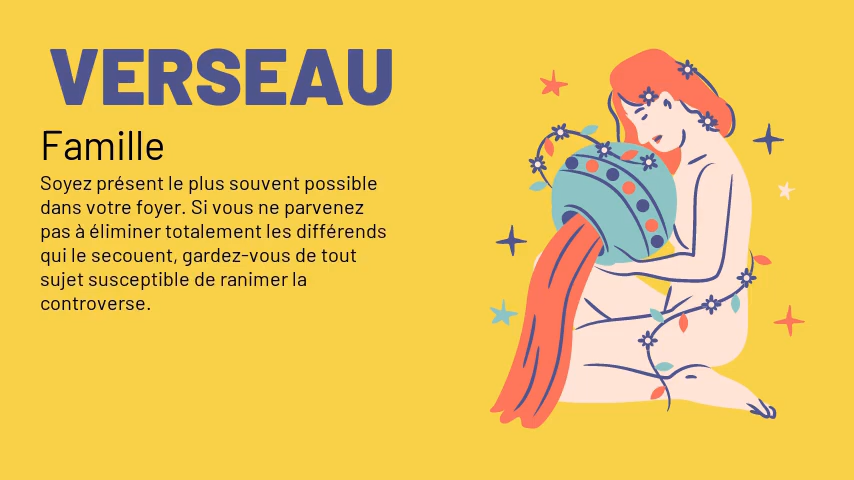 VERSEAU
Famille
Soyez présent le plus souvent possible
dans votre foyer. Si vous ne parvenez
pas à éliminer totalement les différends
qui le secouent, gardez-vous de tout
sujet susceptible de ranimer la
controverse.